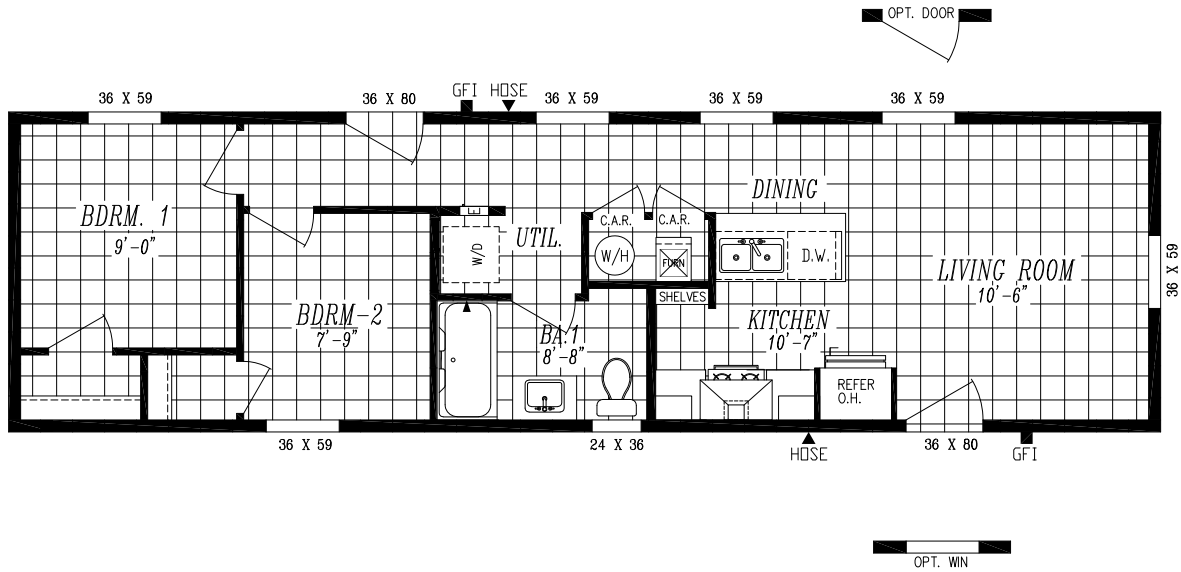 OPT. DOOR
GFI HOSE
36 X 59
36 X 80
36 X 59
36 X 59
36 X 59
BDRM. 1
9'-0"
DINING
C.A.R.
C.A.R.
UTIL.
W/D
W/H
FURN
D.W.
LIVING ROOM
10'-6"
36 X 59
SHELVES
BDRM-2
7'-9"
BA.1
8'-8"
KITCHEN
10'-7"
REFER
O.H.
36 X 59
24 X 36
HOSE
36 X 80
GFI
OPT. WIN